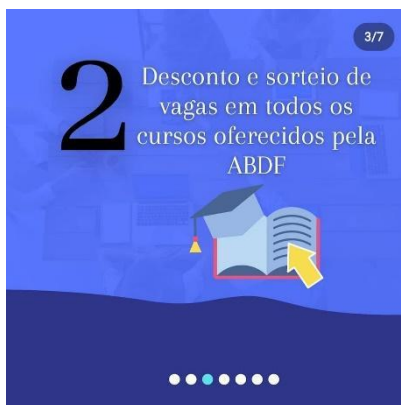 3/7
2
Desconto e sorteio de
vagas em todos os
cursos oferecidos pela
ABDF